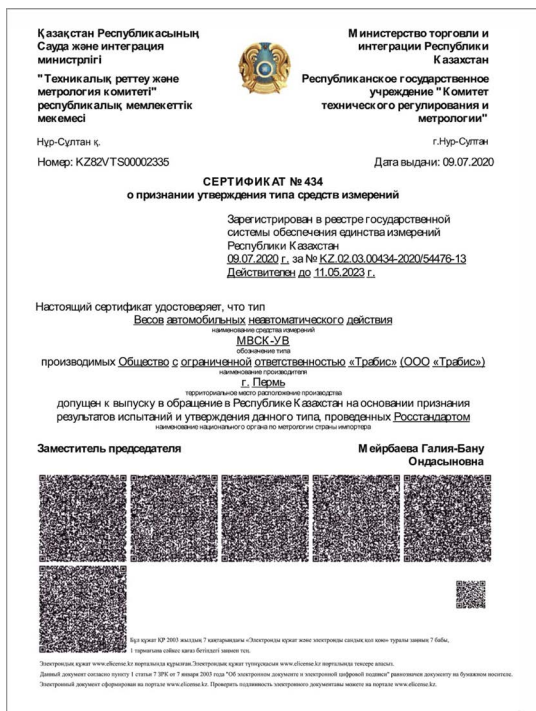 Қазақстан Республикасының
Сауда және интеграция
министрлігі
"Техникалық реттеу және
метрология комитеті"
республикалық мемлекеттік
мекемесі
Министерство торговли и
интеграции Республики
Казахстан
Республиканское государственное
учреждение "Комитет
технического регулирования и
метрологии"
Нұр-Сұлтан қ.
г.Нур-Султан
Номер: KZ82VTS00002335
Дата выдачи: 09.07.2020
СЕРТИФИКАТ № 434
о признании утверждения типа средств измерений
Зарегистрирован в реестре государственной
системы обеспечения единства измерений
Республики Казахстан
09.07.2020 г. за № KZ.02.03.00434-2020/54476-13
Действителен до 11.05.2023 г.
Настоящий сертификат удостоверяет, что тип
Весов автомобильных неавтоматического действия
наименование средства измерений
МВСК-УВ
обозначение типа
производимых Общество с ограниченной ответственностью «Трабис» (ООО «Трабис»)
наименование производителя
г. Пермь
территориальное место расположение производства
допущен к выпуску в обращение в Республике Казахстан на основании признания
результатов испытаний и утверждения данного типа, проведенных Росстандартом
наименование национального органа по метрологии страны импортера
Заместитель председателя
Мейрбаева Галия-Бану
Ондасыновна
Бұл құжат ҚР 2003 жылдың 7 қаңтарындағы «Электронды құжат және электронды сандық қол қою» туралы заңның 7 бабы,
1 тармағына сәйкес қағаз бетіндегі заңмен тең.
Электрондық құжат www.elicense.kz порталында құрылған.Электрондық құжат түпнұсқасын www.elicense.kz порталында тексере аласыз.
Данный документ согласно пункту 1 статьи 7 ЗРК от 7 января 2003 года "Об электронном документе и электронной цифровой подписи" равнозначен документу на бумажном носителе.
Электронный документ сформирован на портале www.elicense.kz. Проверить подлинность электронного документа вы можете на портале www.elicense.kz.